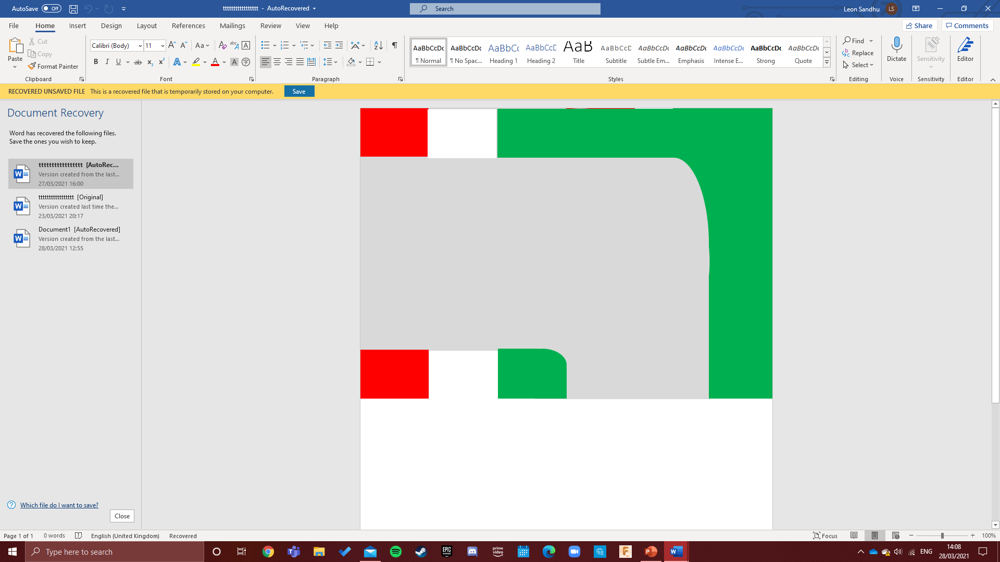 AutoSave Off
tttttttttttttttttt - AutoRecovered
Search
Leon Sandhu LS
File Home Insert Design Layout References Mailings Review View Help
Share Comments
Paste
Cut
Copy
Format Painter
Clipboard
Calibri (Body) 11
Font
Paragraph
AaBbCcDc AaBbCcDc AaBbCc AaBbCcD AaB AaBbCcD AaBbCcDc AaBbCcDc AaBbCcDc AaBbCcDc AaBbCcDc
¶ Normal ¶ No Spac... Heading 1 Heading 2 Title Subtitle Subtle Em... Emphasis Intense E... Strong Quote
Styles
Find
Replace
Select
Editing
Dictate
Voice
Sensitivity
Sensitivity
Editor
Editor
RECOVERED UNSAVED FILE This is a recovered file that is temporarily stored on your computer. Save
Document Recovery
Word has recovered the following files.
Save the ones you wish to keep.
tttttttttttttttttt [AutoRec...
Version created from the last...
27/03/2021 16:00
tttttttttttttttttt [Original]
Version created last time the...
23/03/2021 20:17
Document1 [AutoRecovered]
Version created from the last...
28/03/2021 12:55
Which file do I want to save?
Close
Page 1 of 1 0 words English (United Kingdom) Recovered
Focus
100%
Type here to search
EPIC GAMES
prime video
ENG
14:08
28/03/2021